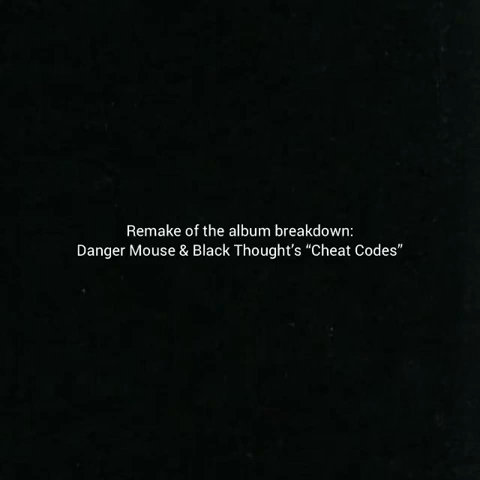 Remake of the album breakdown:
Danger Mouse & Black Thought’s “Cheat Codes”